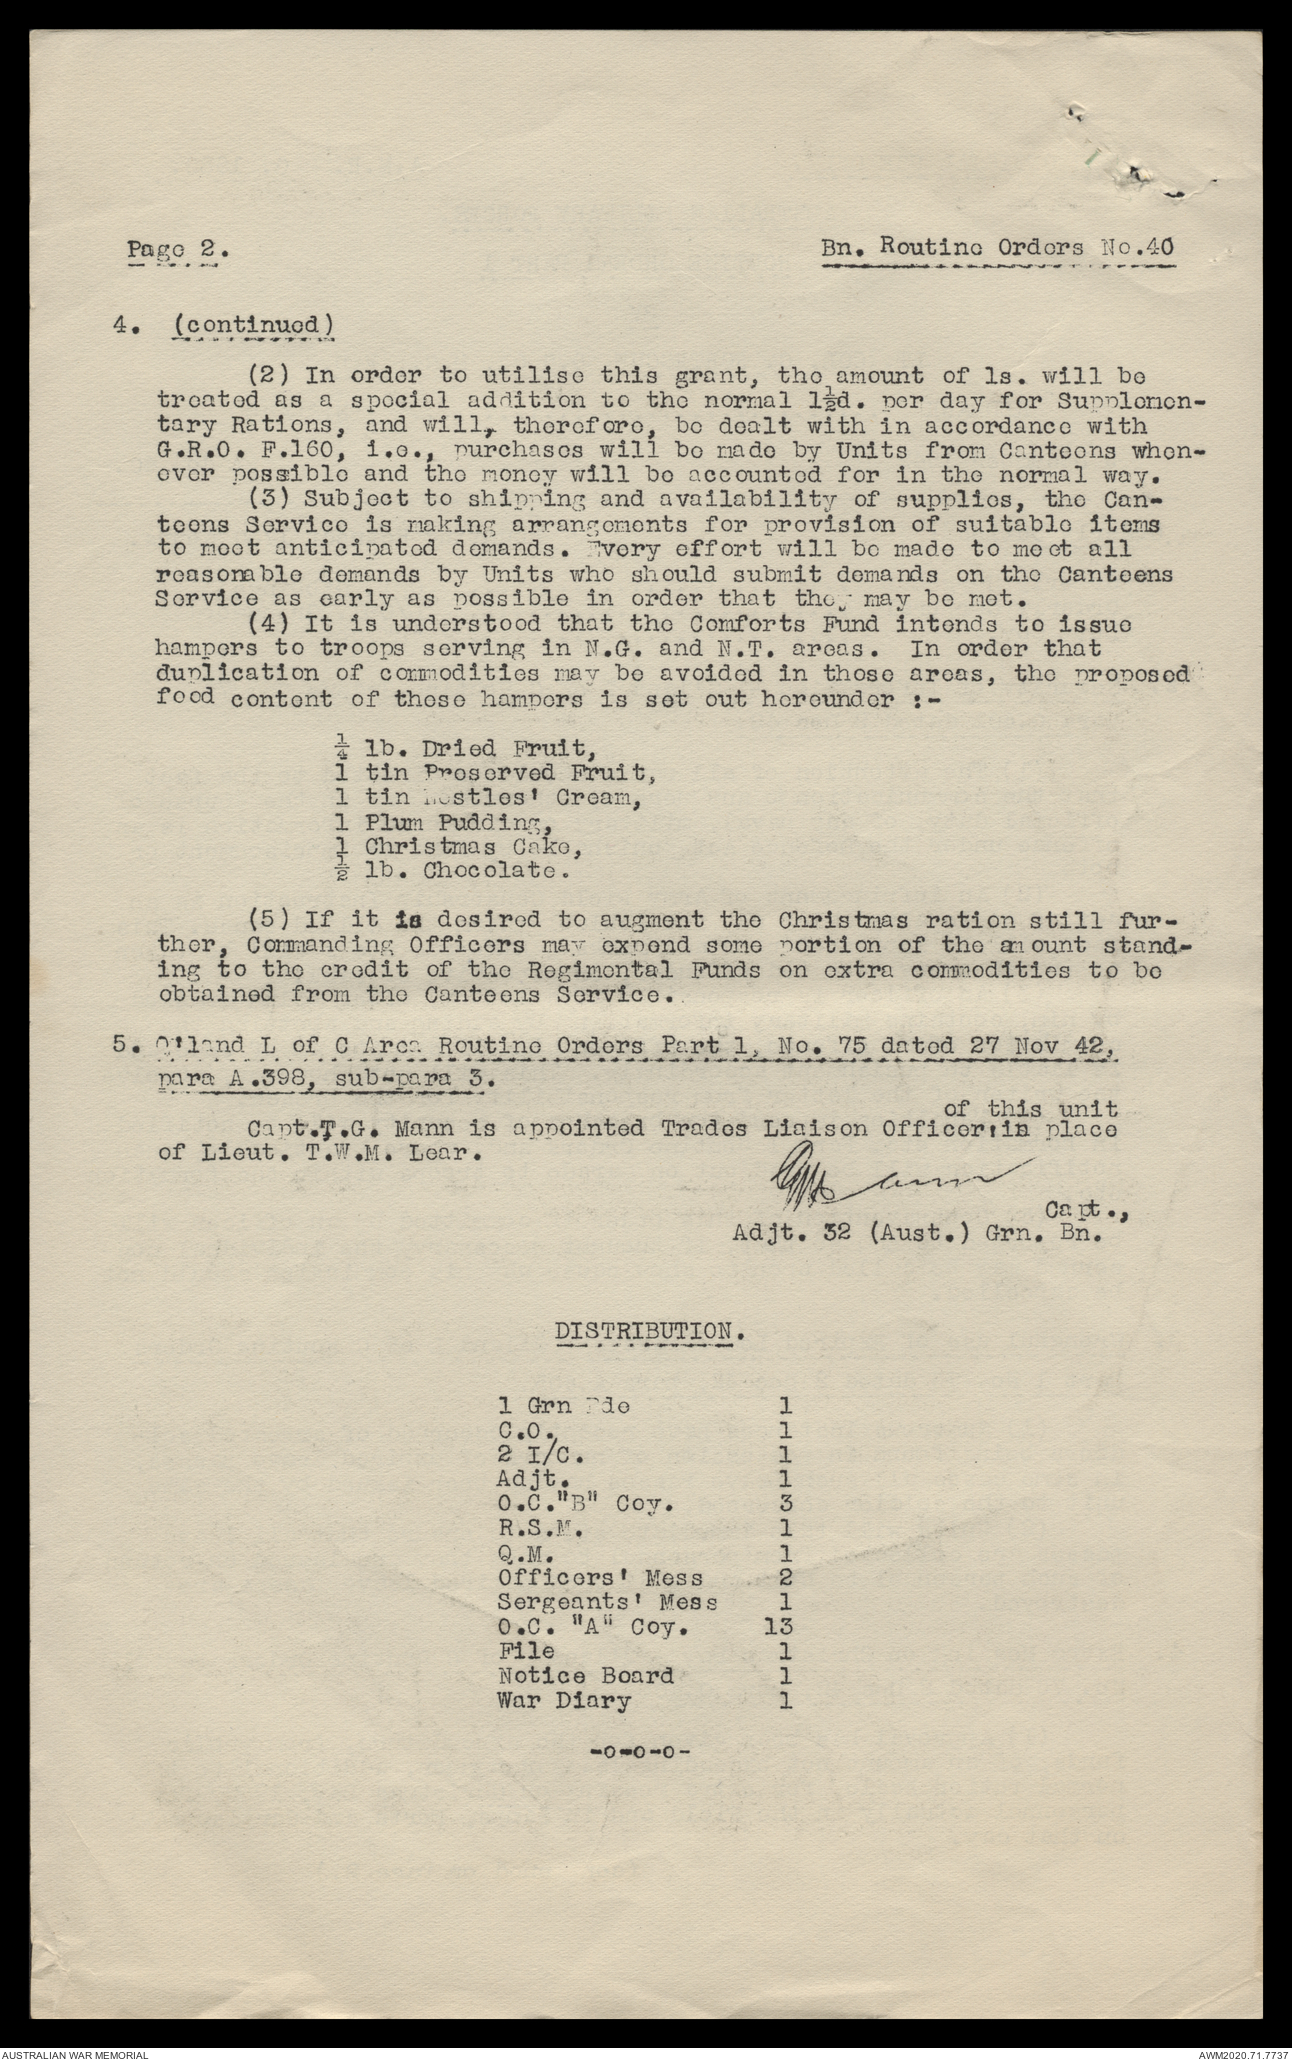 Page 2.
Bn. Routine Orders No.40
4. (continued)
(2) In order to utilise this grant, the amount of 1s. will be
treated as a special addition to the normal 1½d. per day for Supplemen-
tary Rations, and will, therefore, be dealt with in accordance with
G.R.O. F.160, i.e., purchases will be made by Units from Canteens when-
ever possible and the money will be accounted for in the normal way.
(3) Subject to shipping and availability of supplies, the Can-
teens Service is making arrangements for provision of suitable items
to meet anticipated demands. Every effort will be made to meet all
reasonable demands by Units who should submit demands on the Canteens
Service as early as possible in order that they may be met.
(4) It is understood that the Comforts Fund intends to issue
hampers to troops serving in N.G. and N.T. areas. In order that
duplication of commodities may be avoided in those areas, the proposed
food content of these hampers is set out hereunder :-
¼ lb. Dried Fruit,
1 tin Preserved Fruit,
1 tin Nestles' Cream,
1 Plum Pudding,
1 Christmas Cake,
½ lb. Chocolate.
(5) If it is desired to augment the Christmas ration still fur-
ther, Commanding Officers may expend some portion of the amount stand-
ing to the credit of the Regimental Funds on extra commodities to be
obtained from the Canteens Service.
5. Q'land L of C Area Routine Orders Part 1, No. 75 dated 27 Nov 42,
para A.398, sub-para 3.
of this unit
Capt.T.G. Mann is appointed Trades Liaison Officer in place
of Lieut. T.W.M. Lear.
Capt.,
Adjt. 32 (Aust.) Grn. Bn.
DISTRIBUTION.
1 Grn Bde 1
C.O. 1
2 I/C. 1
Adjt. 1
O.C."B" Coy. 3
R.S.M. 1
Q.M. 1
Officers' Mess 2
Sergeants' Mess 1
O.C. "A" Coy. 13
File 1
Notice Board 1
War Diary 1
-o-o-o-
AUSTRALIAN WAR MEMORIAL
AWM2020.71.7737